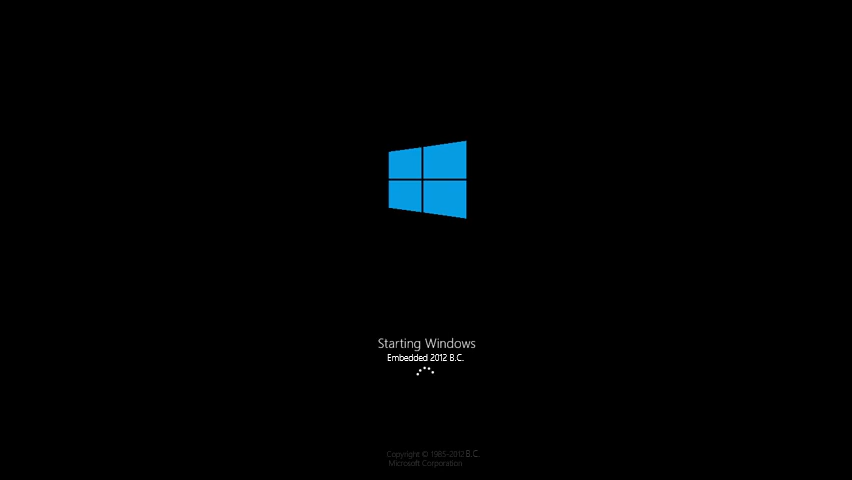 Starting Windows
Embedded 2012 B.C.
Copyright © 1985-2012 B.C.
Microsoft Corporation